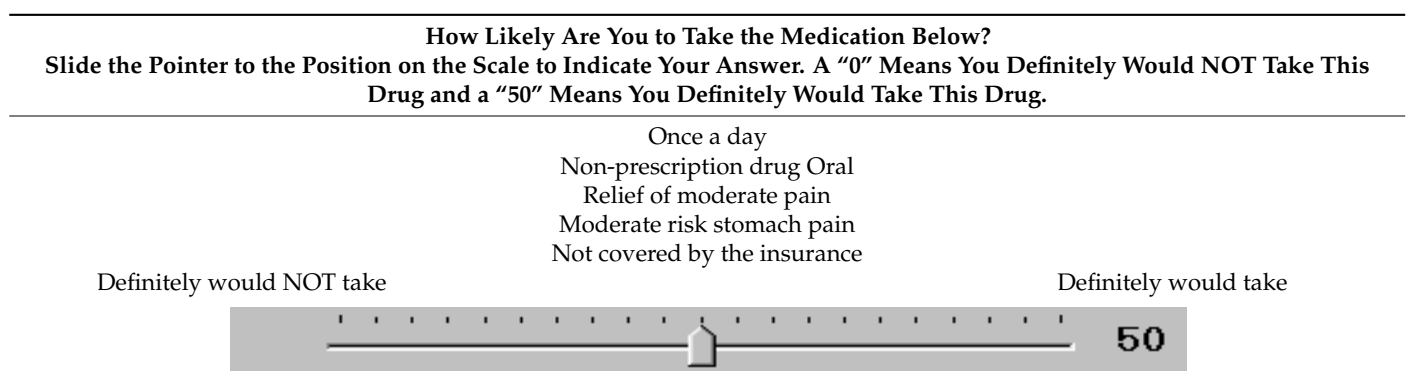 How Likely Are You to Take the Medication Below?
Slide the Pointer to the Position on the Scale to Indicate Your Answer. A “0” Means You Definitely Would NOT Take This
Drug and a “50” Means You Definitely Would Take This Drug.
Once a day
Non-prescription drug Oral
Relief of moderate pain
Moderate risk stomach pain
Not covered by the insurance
Definitely would NOT take Definitely would take
50